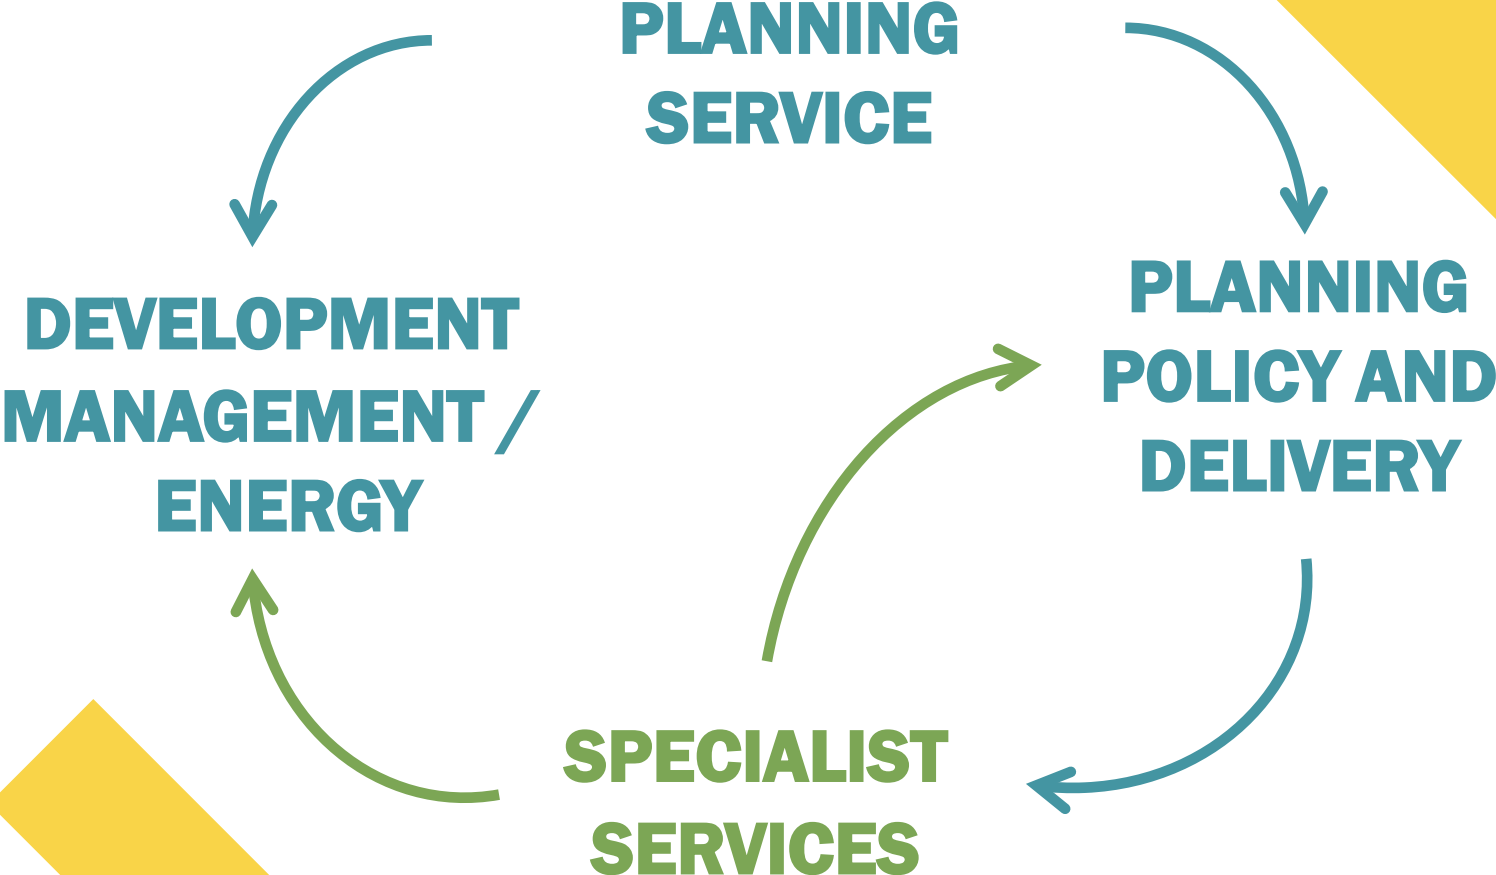 PLANNING
SERVICE
DEVELOPMENT
MANAGEMENT /
ENERGY
PLANNING
POLICY AND
DELIVERY
SPECIALIST
SERVICES